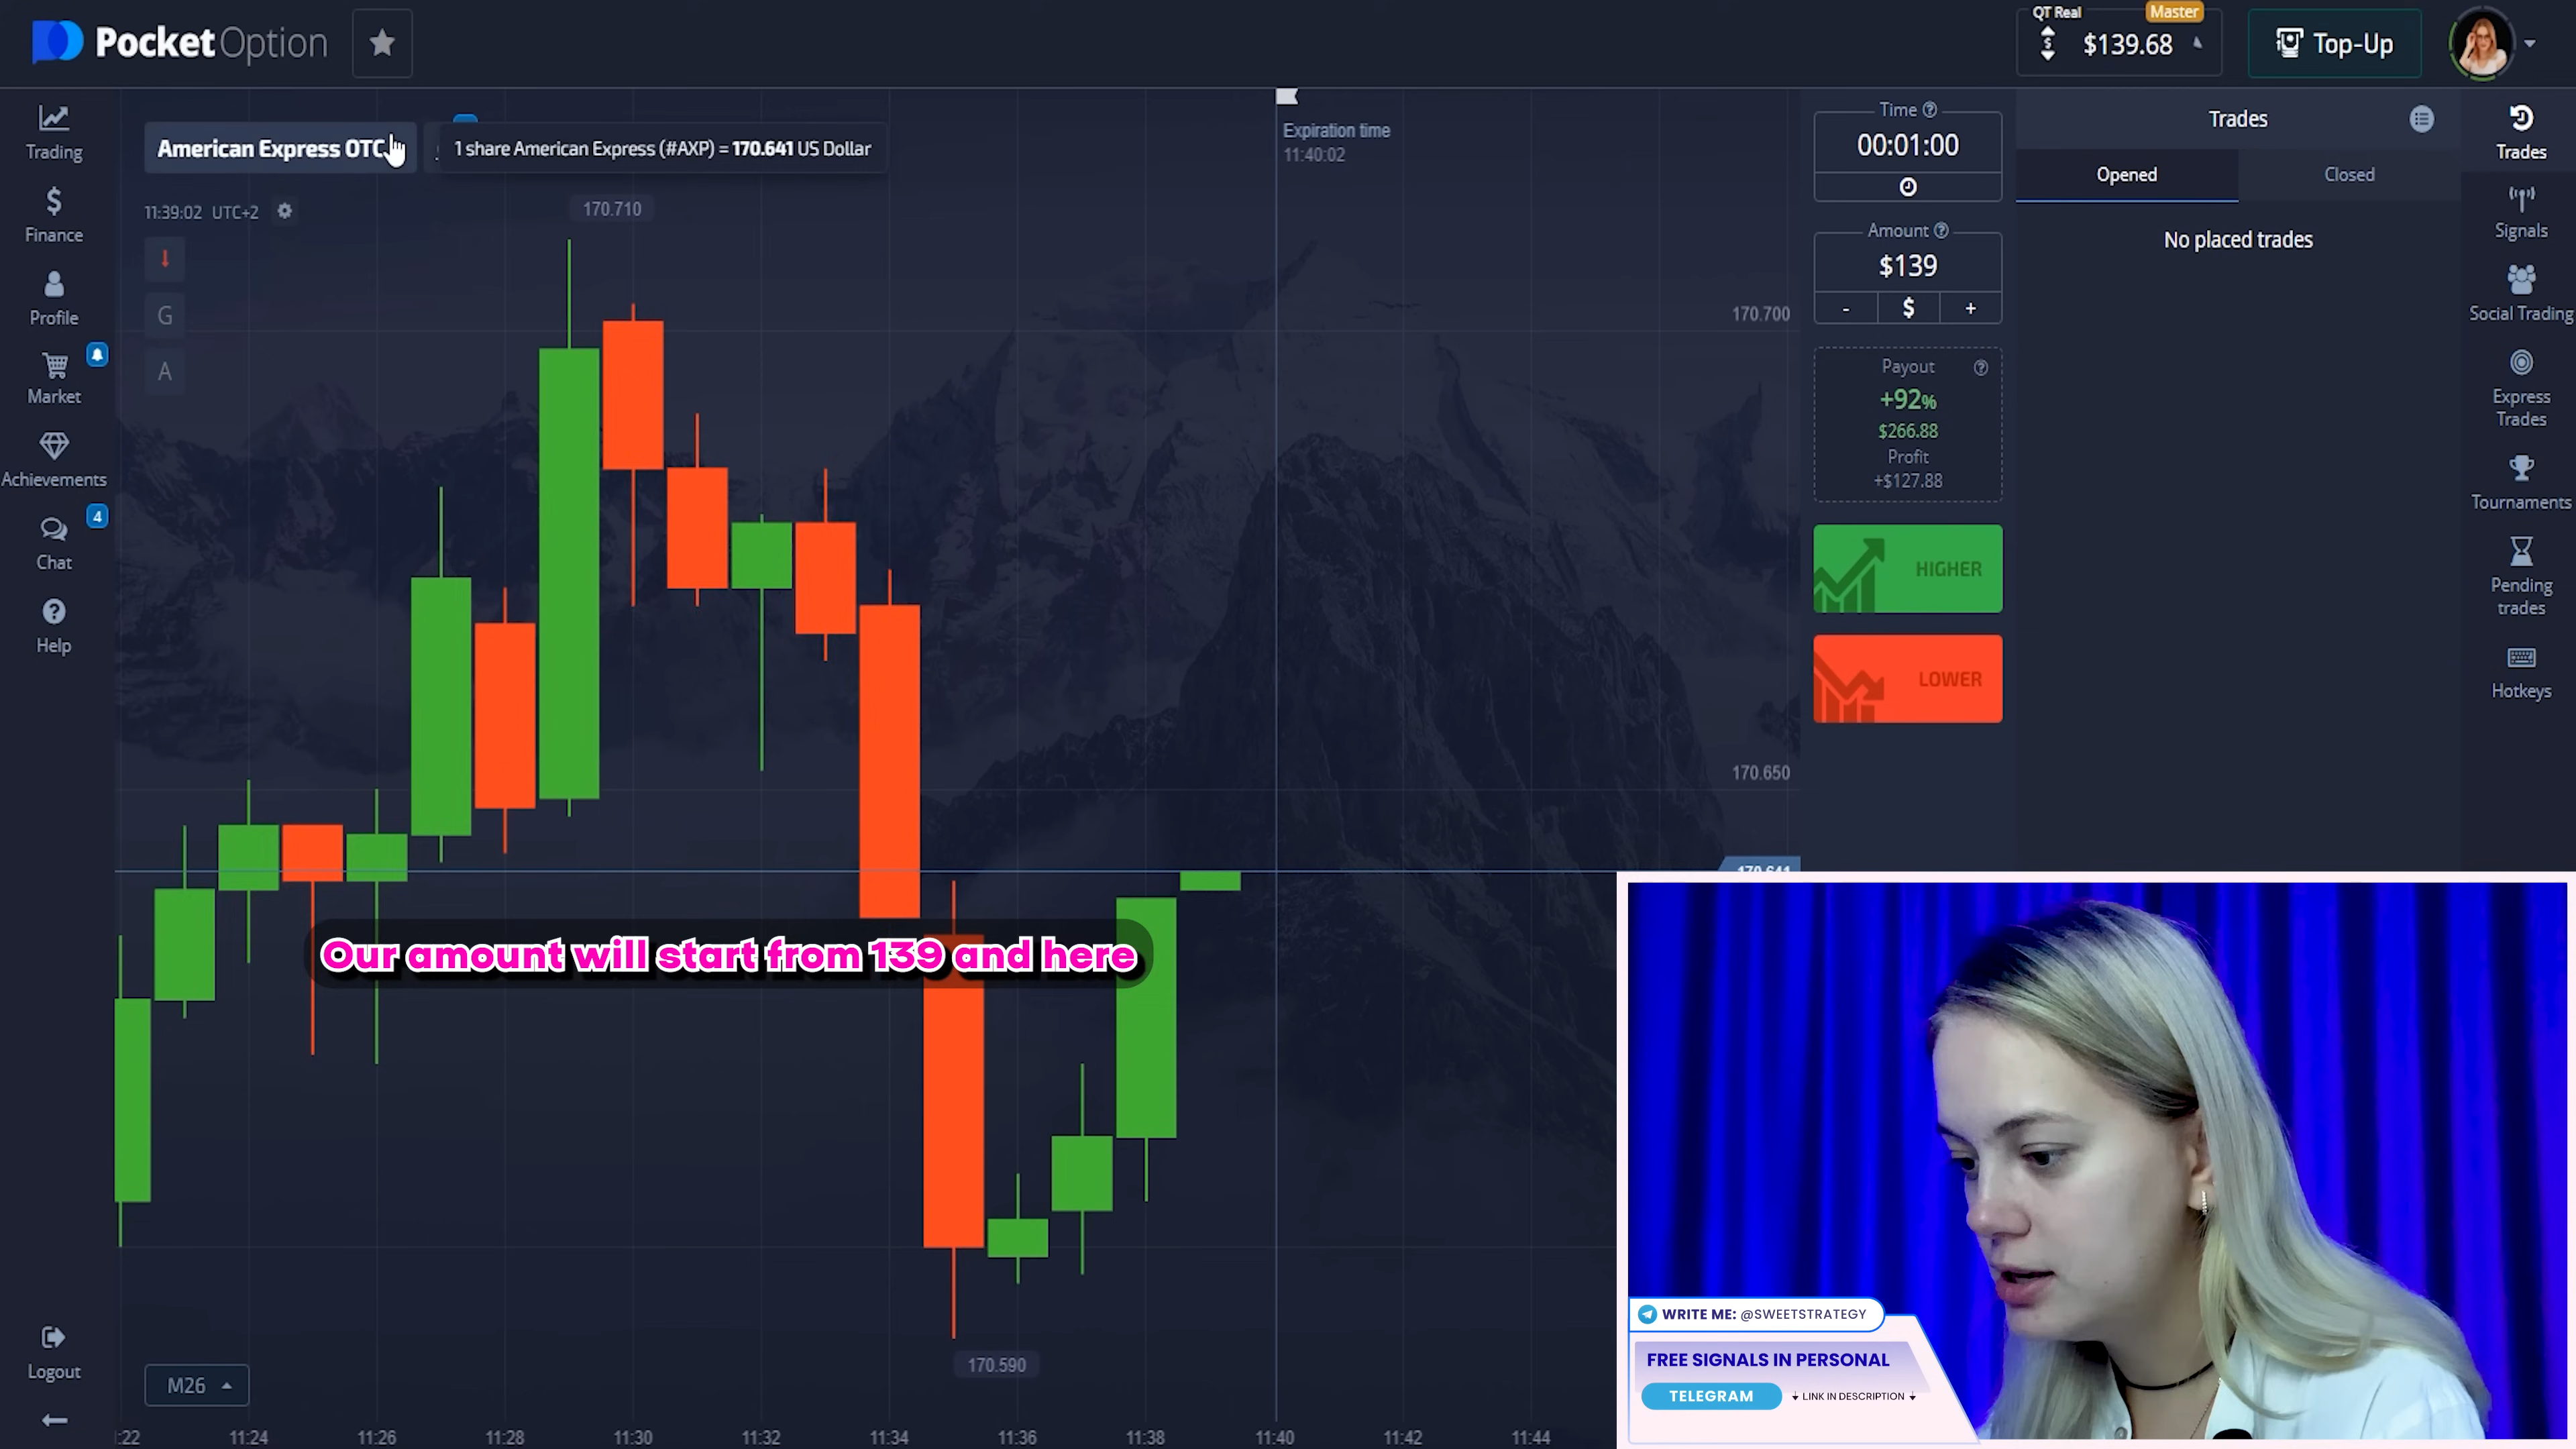 PocketOption
QT Real
Master
$139.68
Top-Up
Trading
Finance
Profile
Market
Achievements
4
Chat
Help
Logout
American Express OTC
1 share American Express (#AXP) = 170.641 US Dollar
11:39:02 UTC+2
G
A
170.710
Expiration time
11:40:02
170.700
170.650
170.641
170.590
Our amount will start from 139 and here
M26
:22
11:24
11:26
11:28
11:30
11:32
11:34
11:36
11:38
11:40
11:42
11:44
Time
00:01:00
Amount
$139
- $ +
Payout
+92%
$266.88
Profit
+$127.88
HIGHER
LOWER
Trades
Opened
Closed
No placed trades
Trades
Signals
Social Trading
Express
Trades
Tournaments
Pending
trades
Hotkeys
WRITE ME: @SWEETSTRATEGY
FREE SIGNALS IN PERSONAL
TELEGRAM
LINK IN DESCRIPTION